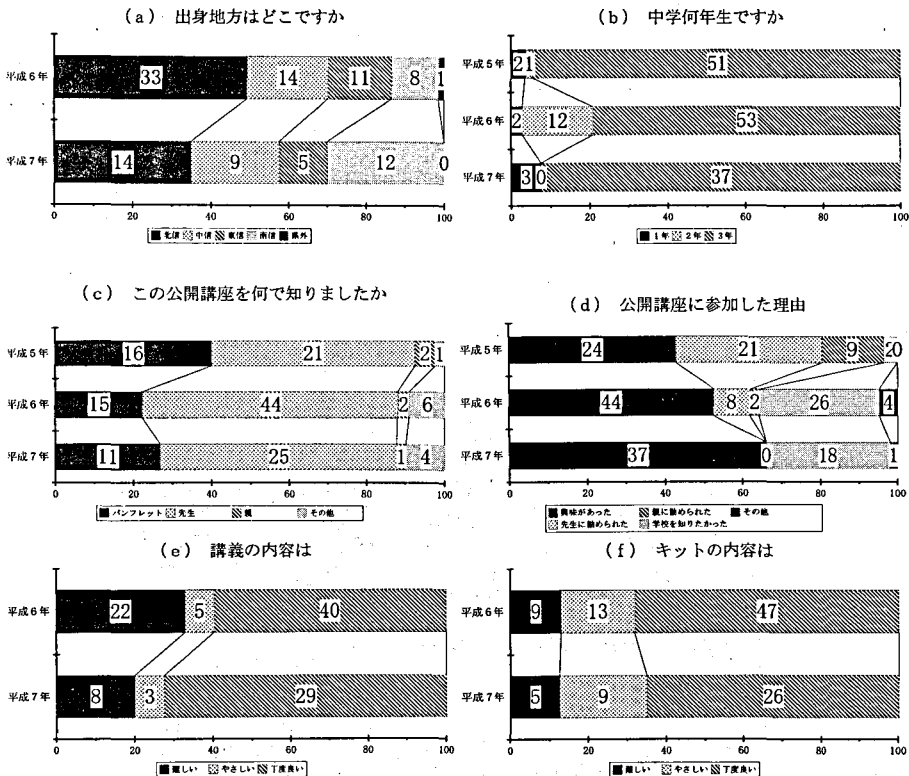 (a) 出身地方はどこですか
平成6年 33 14 11 8 1
平成7年 14 9 5 12 0
0 20 40 60 80 100
北信 中信 東信 南信 県外
(b) 中学何年生ですか
平成5年 2 1 51
平成6年 2 12 53
平成7年 3 0 37
0 20 40 60 80 100
1年 2年 3年
(c) この公開講座を何で知りましたか
平成5年 16 21 2 1
平成6年 15 44 2 6
平成7年 11 25 1 4
0 20 40 60 80 100
パンフレット 先生 親 その他
(d) 公開講座に参加した理由
平成5年 24 21 9 2 0
平成6年 44 8 2 26 4
平成7年 37 0 18 1
0 20 40 60 80 100
興味があった 親に勧められた その他
先生に勧められた 学校を知りたかった
(e) 講義の内容は
平成6年 22 5 40
平成7年 8 3 29
0 20 40 60 80 100
難しい やさしい 丁度良い
(f) キットの内容は
平成6年 9 13 47
平成7年 5 9 26
0 20 40 60 80 100
難しい やさしい 丁度良い